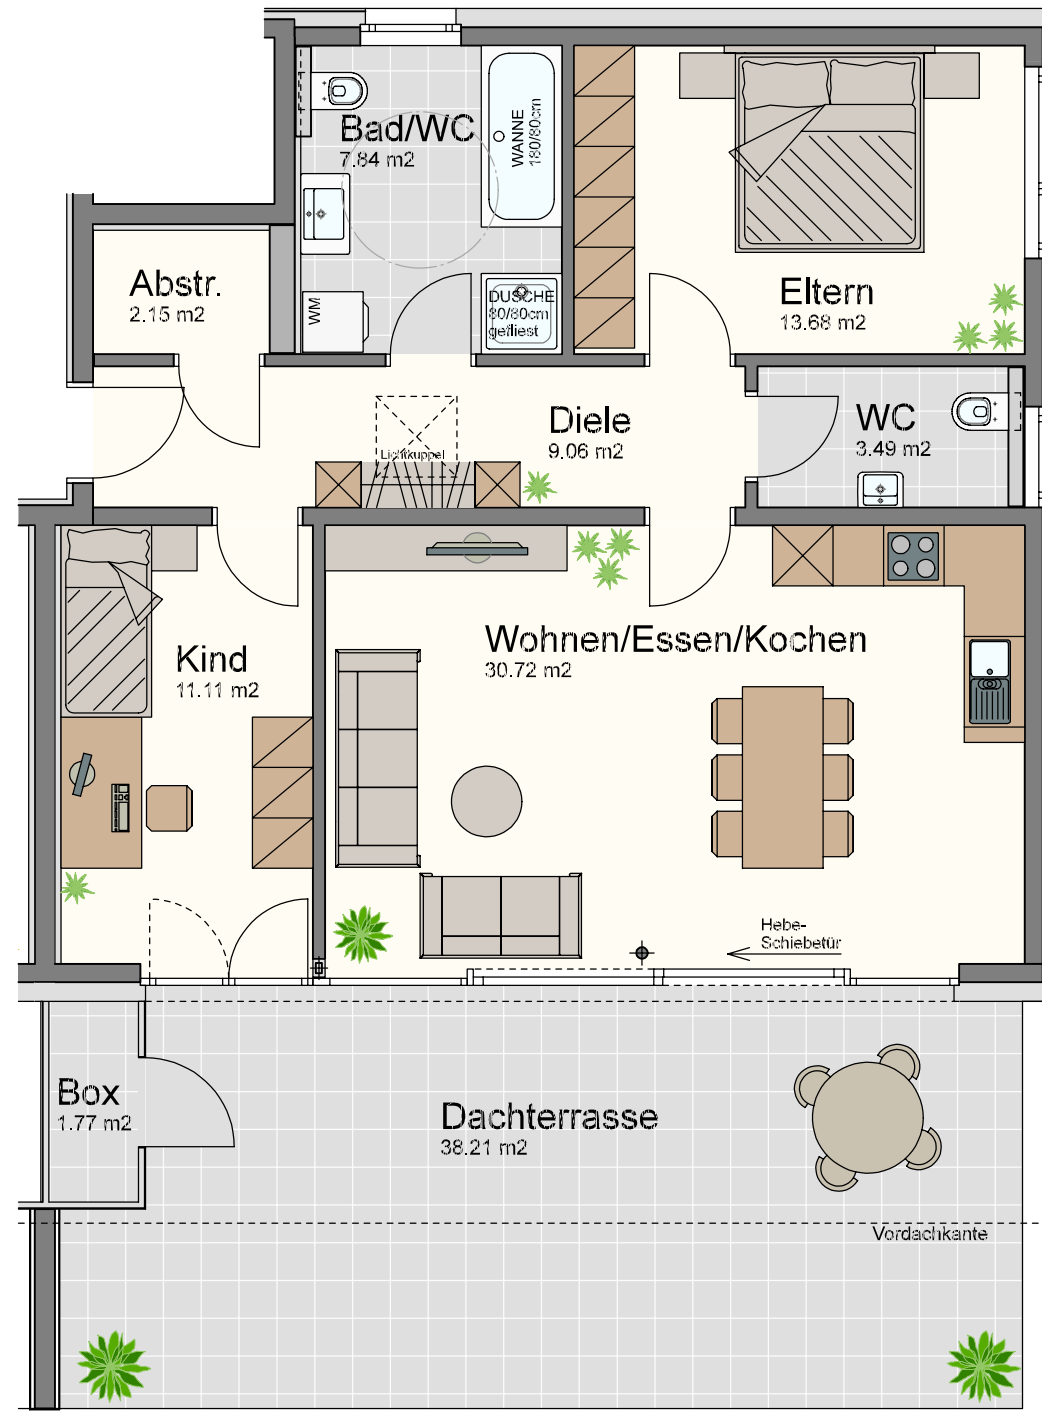 Bad/WC
7.84 m2
WANNE
180/80cm
Abstr.
2.15 m2
WM
DUSCHE
80/80cm
gefliest
Eltern
13.68 m2
Diele
9.06 m2
Lichtkuppel
WC
3.49 m2
Kind
11.11 m2
Wohnen/Essen/Kochen
30.72 m2
Hebe-
Schiebetür
Box
1.77 m2
Dachterrasse
38.21 m2
Vordachkante